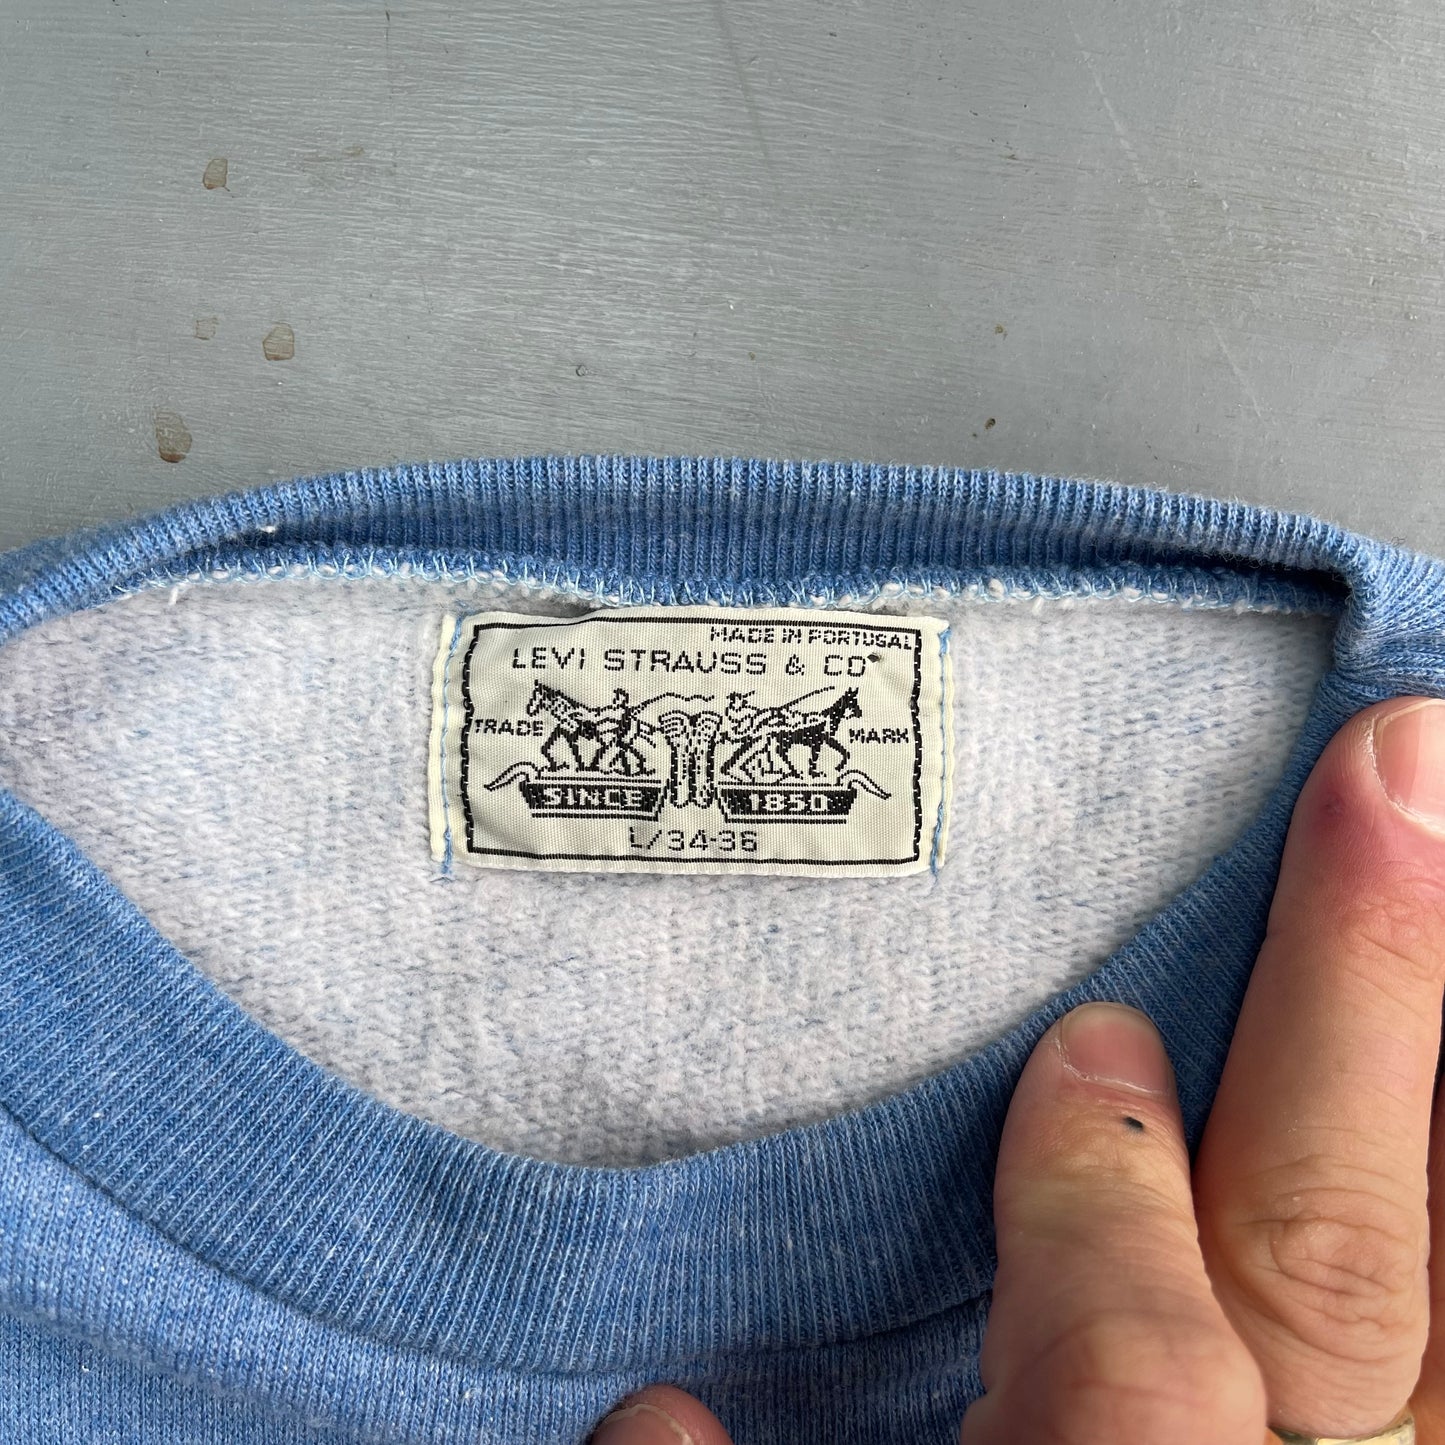 MADE IN PORTUGAL
LEVI STRAUSS & CO
TRADE MARK
SINCE 1850
L/34-36